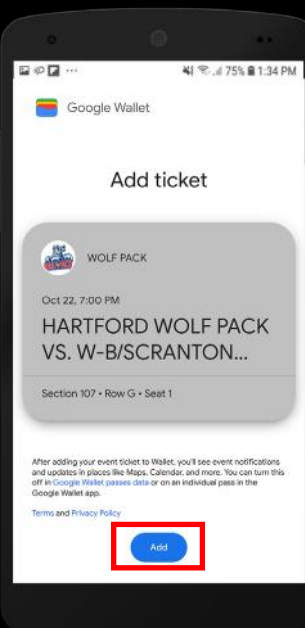 75% 1:34 PM
Google Wallet
Add ticket
WOLF PACK
Oct 22, 7:00 PM
HARTFORD WOLF PACK
VS. W-B/SCRANTON...
Section 107 • Row G • Seat 1
After adding your event ticket to Wallet, you'll see event notifications
and updates in places like Maps, Calendar, and more. You can turn this
off in Google Wallet passes data or on an individual pass in the
Google Wallet app.
Terms and Privacy Policy
Add